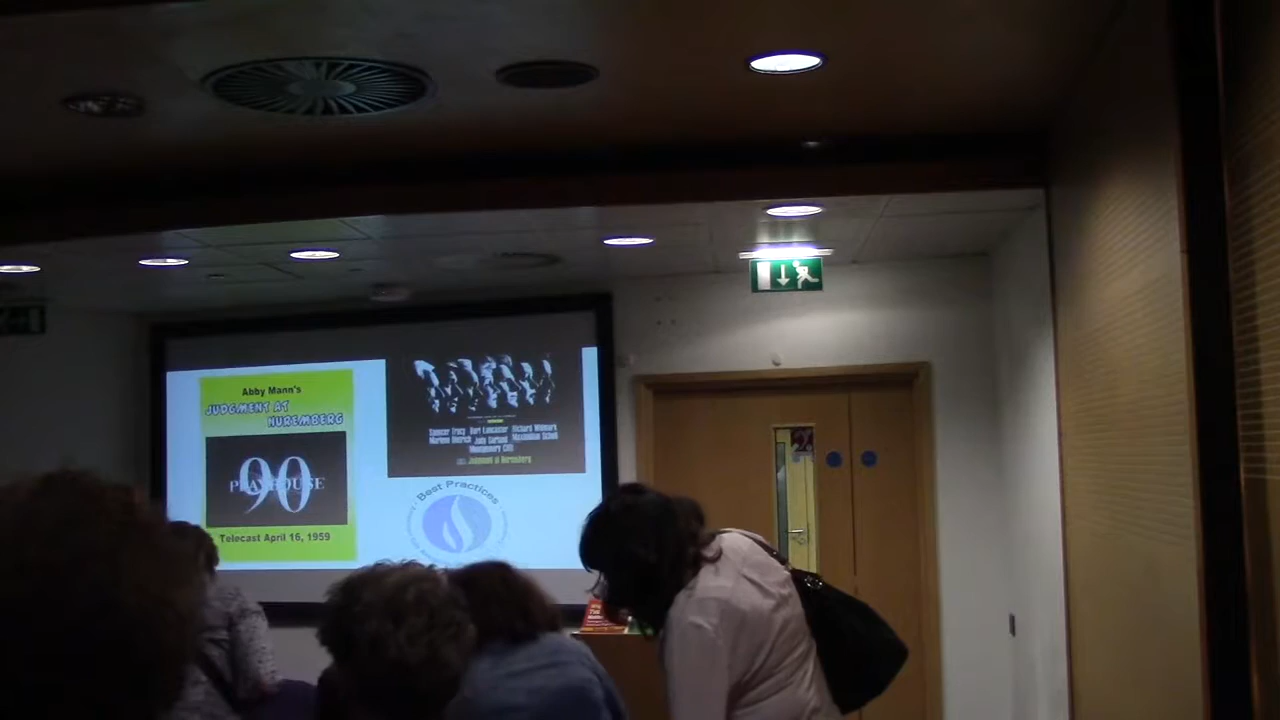 Abby Mann's
JUDGMENT AT
NUREMBERG
90
PLAYHOUSE
Telecast April 16, 1959
Spencer Tracy Burt Lancaster Richard Widmark
Marlene Dietrich Judy Garland Maximilian Schell
Montgomery Clift
Judgment at Nuremberg
Best Practices